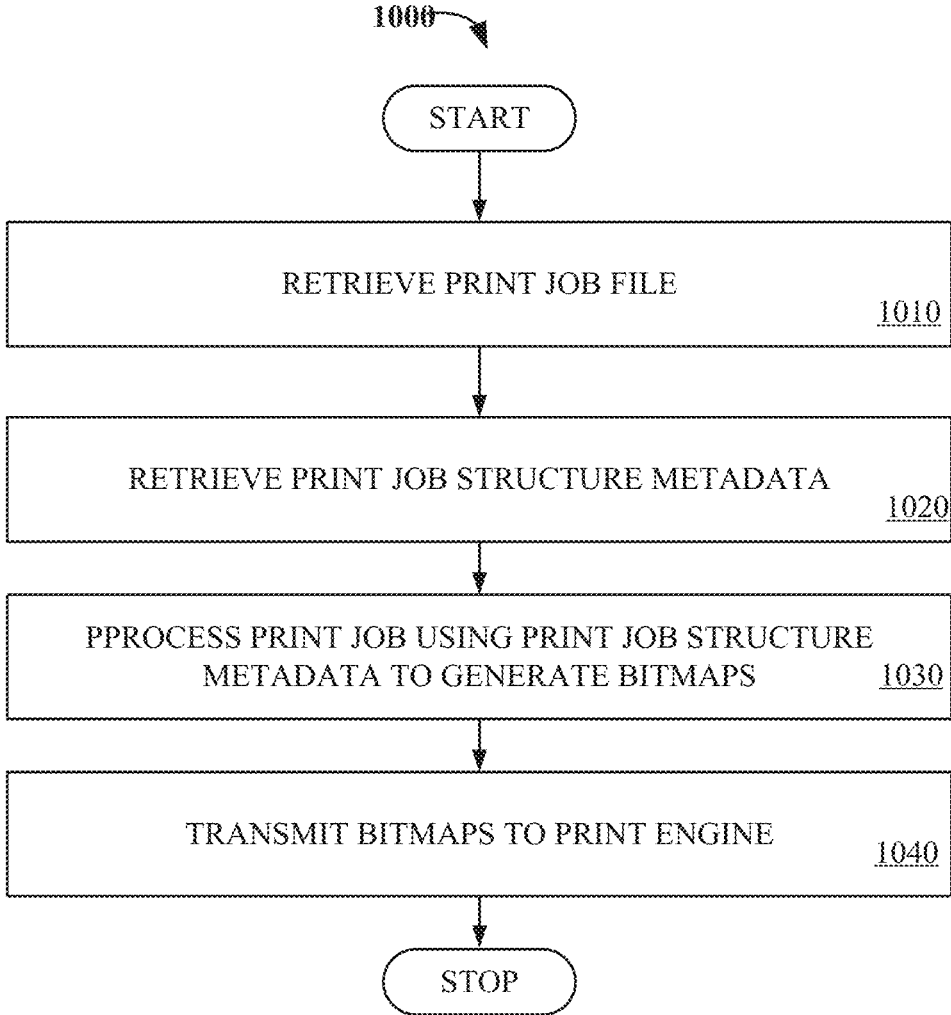 1000
START
RETRIEVE PRINT JOB FILE
1010
RETRIEVE PRINT JOB STRUCTURE METADATA
1020
PPROCESS PRINT JOB USING PRINT JOB STRUCTURE
METADATA TO GENERATE BITMAPS
1030
TRANSMIT BITMAPS TO PRINT ENGINE
1040
STOP